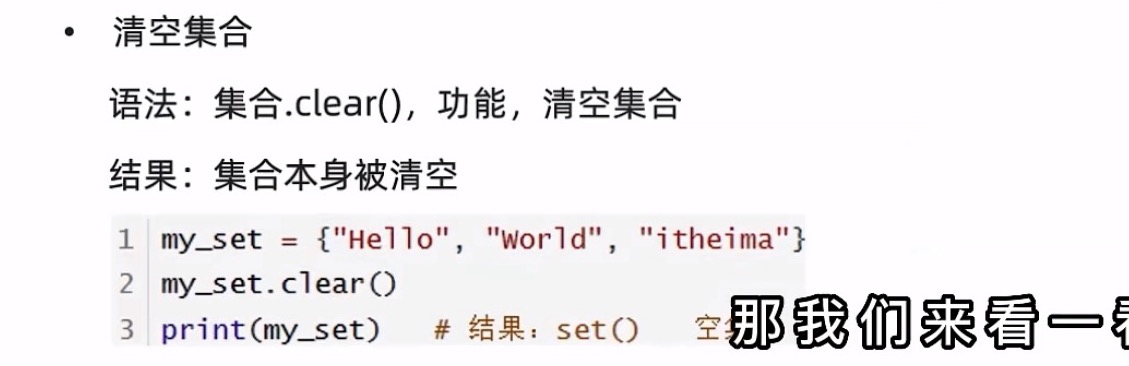 • 清空集合
语法：集合.clear()，功能，清空集合
结果：集合本身被清空
1 my_set = {"Hello", "World", "itheima"}
2 my_set.clear()
3 print(my_set) # 结果：set() 空
那我们来看一